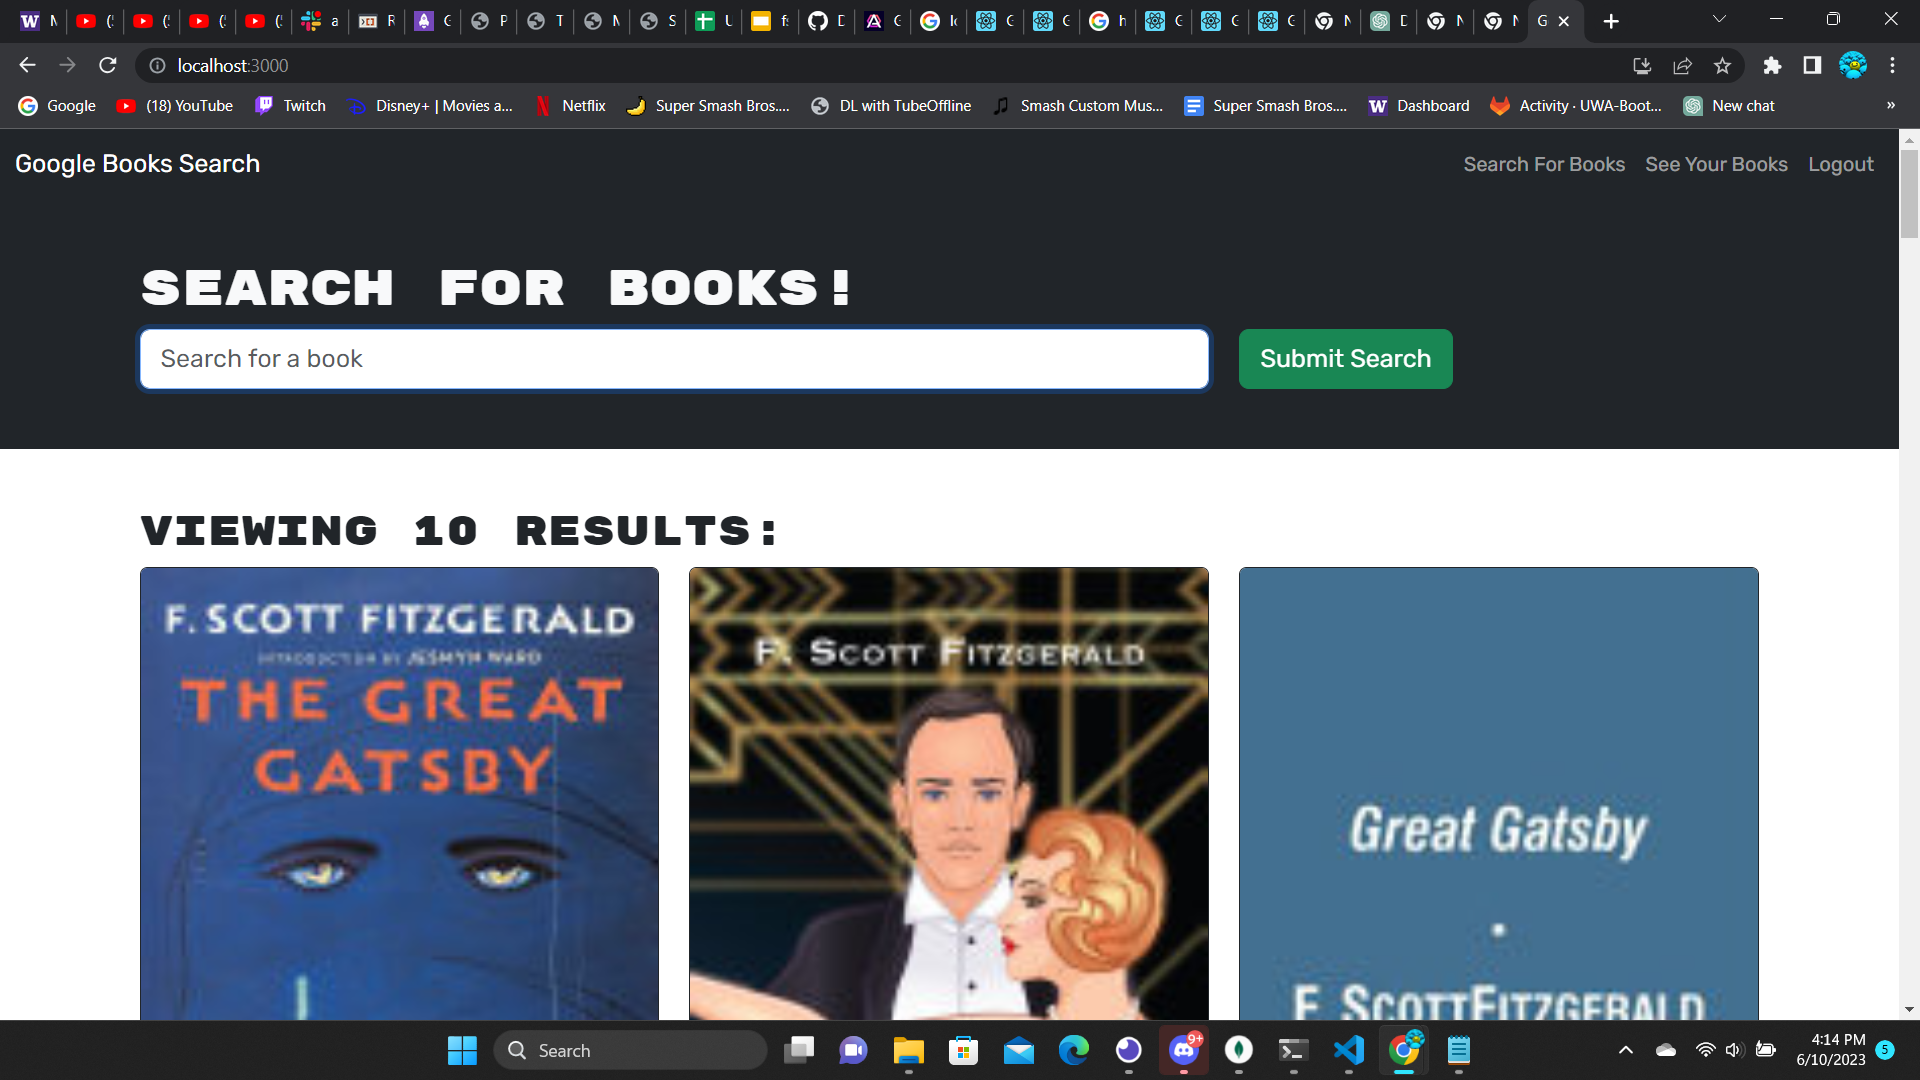 localhost:3000
Google
(18) YouTube
Twitch
Disney+ | Movies a...
Netflix
Super Smash Bros....
DL with TubeOffline
Smash Custom Mus...
Super Smash Bros....
Dashboard
Activity · UWA-Boot...
New chat
»
Google Books Search
Search For Books
See Your Books
Logout
SEARCH FOR BOOKS!
Search for a book
Submit Search
VIEWING 10 RESULTS:
F. SCOTT FITZGERALD
INTRODUCTION BY JESMYN WARD
THE GREAT
GATSBY
F. SCOTT FITZGERALD
Great Gatsby
F. SCOTTFITZGERALD
Search
9+
4:14 PM
6/10/2023
5